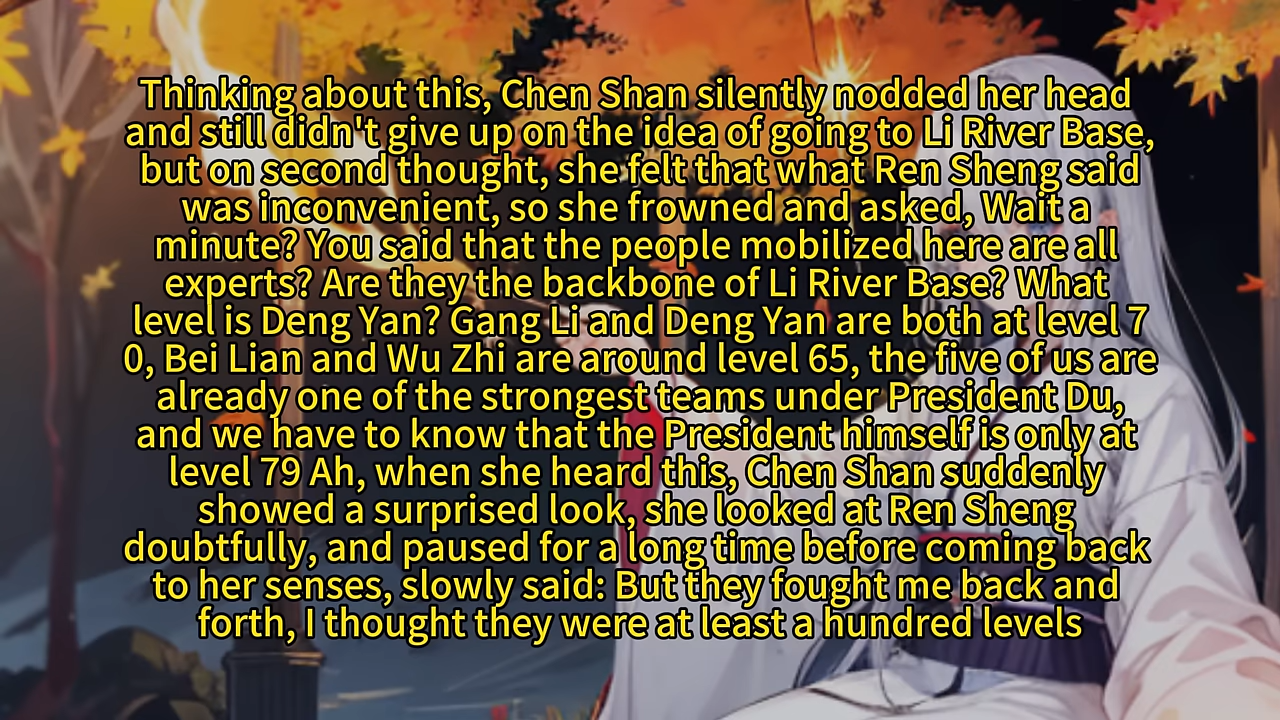 Thinking about this, Chen Shan silently nodded her head
and still didn't give up on the idea of going to Li River Base,
but on second thought, she felt that what Ren Sheng said
was inconvenient, so she frowned and asked, Wait a
minute? You said that the people mobilized here are all
experts? Are they the backbone of Li River Base? What
level is Deng Yan? Gang Li and Deng Yan are both at level 7
0, Bei Lian and Wu Zhi are around level 65, the five of us are
already one of the strongest teams under President Du,
and we have to know that the President himself is only at
level 79 Ah, when she heard this, Chen Shan suddenly
showed a surprised look, she looked at Ren Sheng
doubtfully, and paused for a long time before coming back
to her senses, slowly said: But they fought me back and
forth, I thought they were at least a hundred levels